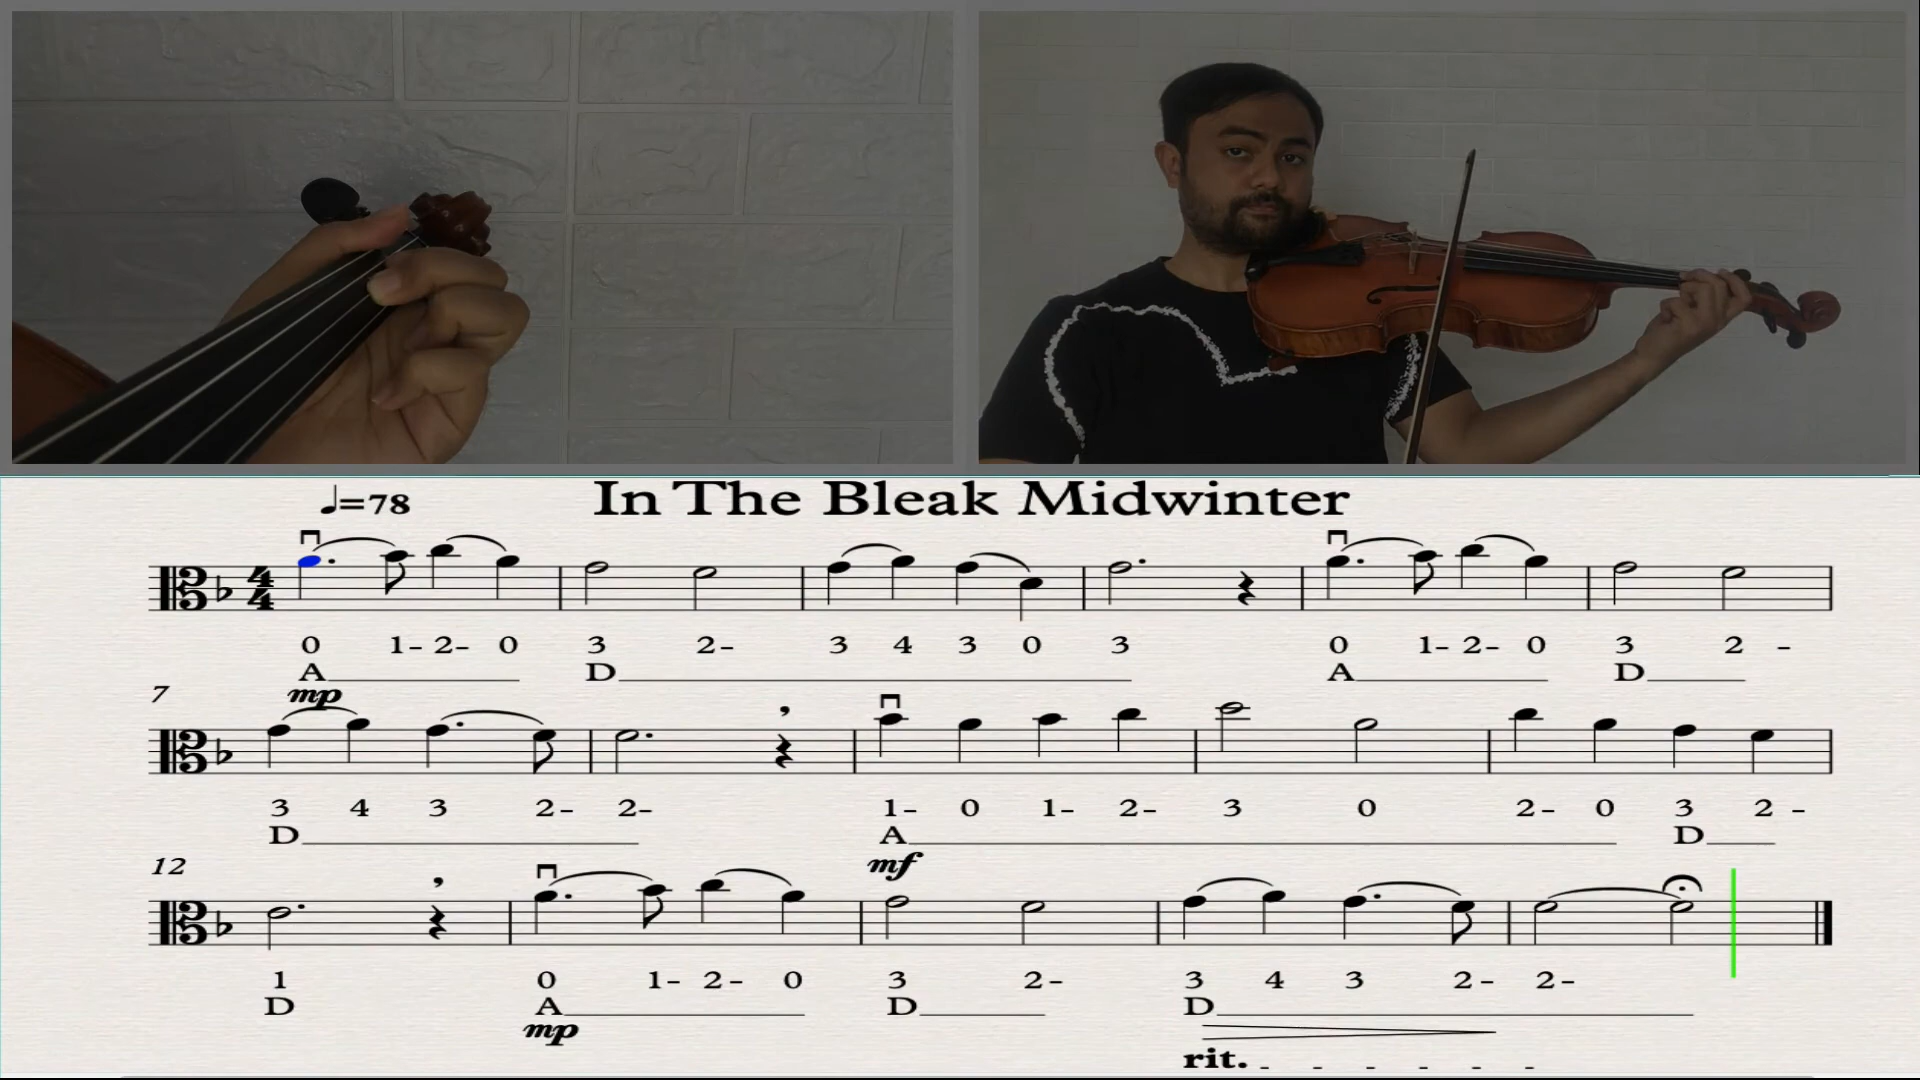 ♩=78 In The Bleak Midwinter
4
4
0 1- 2- 0 3 2- 3 4 3 0 3 0 1- 2- 0 3 2 -
A D A D
mp
7
3 4 3 2- 2- 1- 0 1- 2- 3 0 2- 0 3 2 -
D A D
mf
12
1 0 1- 2- 0 3 2- 3 4 3 2- 2-
D A D D
mp
rit. _ _ _ _ _ _